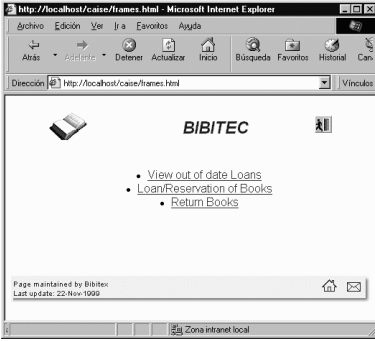 http://localhost/caise/frames.html - Microsoft Internet Explorer
Archivo Edición Ver Ir a Favoritos Ayuda
Atrás Adelante Detener Actualizar Inicio Búsqueda Favoritos Historial Can
Dirección http://localhost/caise/frames.html Vínculos
BIBITEC
View out of date Loans
Loan/Reservation of Books
Return Books
Page maintained by Bibitex
Last update: 22-Nov-1999
Zona intranet local